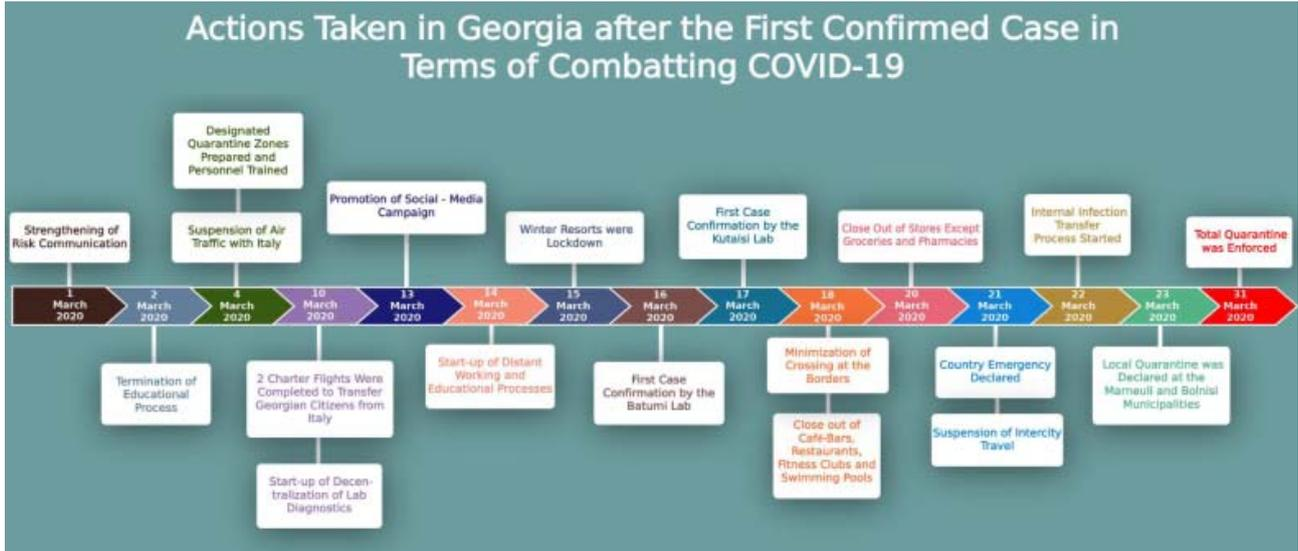 Actions Taken in Georgia after the First Confirmed Case in
Terms of Combatting COVID-19
Designated
Quarantine Zones
Prepared and
Personnel Trained
Strengthening of
Risk Communication
Suspension of Air
Traffic with Italy
Promotion of Social - Media
Campaign
Winter Resorts were
Lockdown
First Case
Confirmation by the
Kutaisi Lab
Close Out of Stores Except
Groceries and Pharmacies
Internal Infection
Transfer
Process Started
Total Quarantine
was Enforced
1
March
2020
2
March
2020
4
March
2020
10
March
2020
13
March
2020
14
March
2020
15
March
2020
16
March
2020
17
March
2020
18
March
2020
20
March
2020
21
March
2020
22
March
2020
23
March
2020
31
March
2020
Termination of
Educational
Process
2 Charter Flights Were
Completed to Transfer
Georgian Citizens from
Italy
Start-up of Decen-
tralization of Lab
Diagnostics
Start-up of Distant
Working and
Educational Processes
First Case
Confirmation by the
Batumi Lab
Minimization of
Crossing at the
Borders
Close out of
Café-Bars,
Restaurants,
Fitness Clubs and
Swimming Pools
Country Emergency
Declared
Suspension of Intercity
Travel
Local Quarantine was
Declared at the
Marneuli and Bolnisi
Municipalities